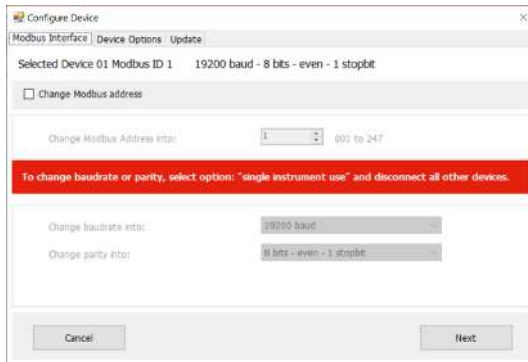 Configure Device
Modbus Interface Device Options Update
Selected Device 01 Modbus ID 1 19200 baud - 8 bits - even - 1 stopbit
Change Modbus address
Change Modbus Address into: 1 001 to 247
To change baudrate or parity, select option: "single instrument use" and disconnect all other devices.
Change baudrate into: 19200 baud
Change parity into: 8 bits - even - 1 stopbit
Cancel Next